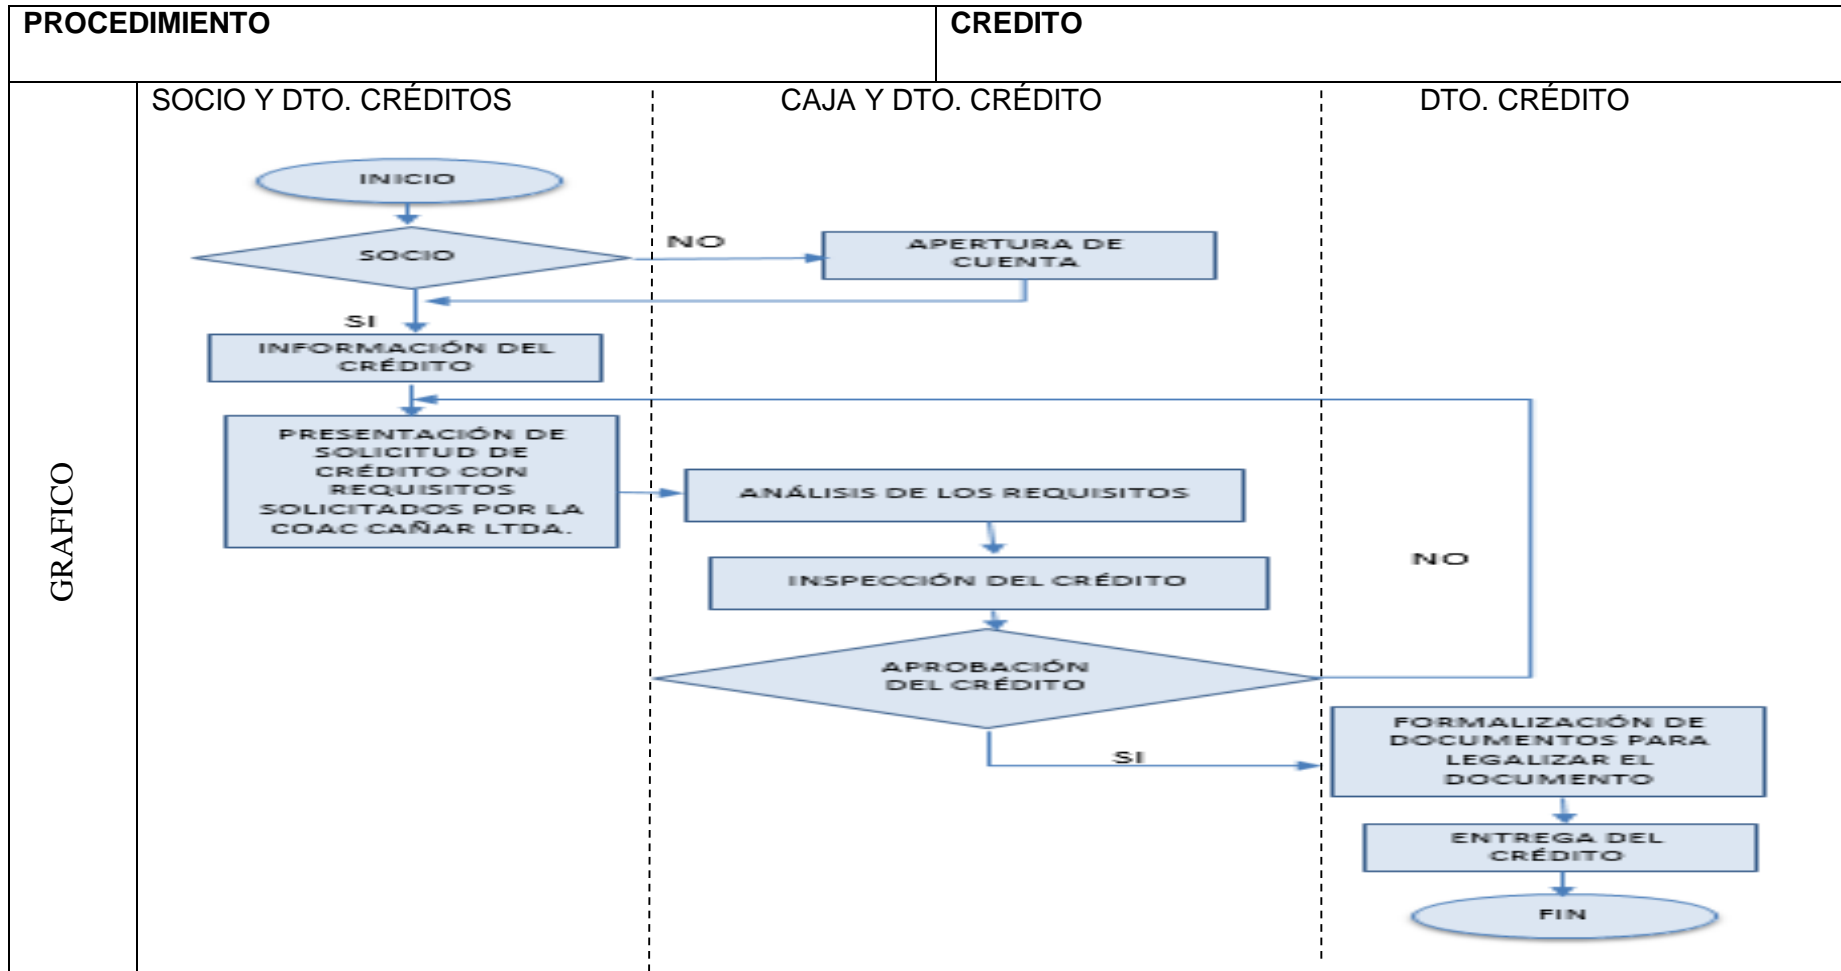 PROCEDIMIENTO
CREDITO
GRAFICO
SOCIO Y DTO. CRÉDITOS
CAJA Y DTO. CRÉDITO
DTO. CRÉDITO
INICIO
SOCIO
NO
APERTURA DE
CUENTA
SI
INFORMACIÓN DEL
CRÉDITO
PRESENTACIÓN DE
SOLICITUD DE
CRÉDITO CON
REQUISITOS
SOLICITADOS POR LA
COAC CAÑAR LTDA.
ANÁLISIS DE LOS REQUISITOS
INSPECCIÓN DEL CRÉDITO
APROBACIÓN
DEL CRÉDITO
NO
SI
FORMALIZACIÓN DE
DOCUMENTOS PARA
LEGALIZAR EL
DOCUMENTO
ENTREGA DEL
CRÉDITO
FIN